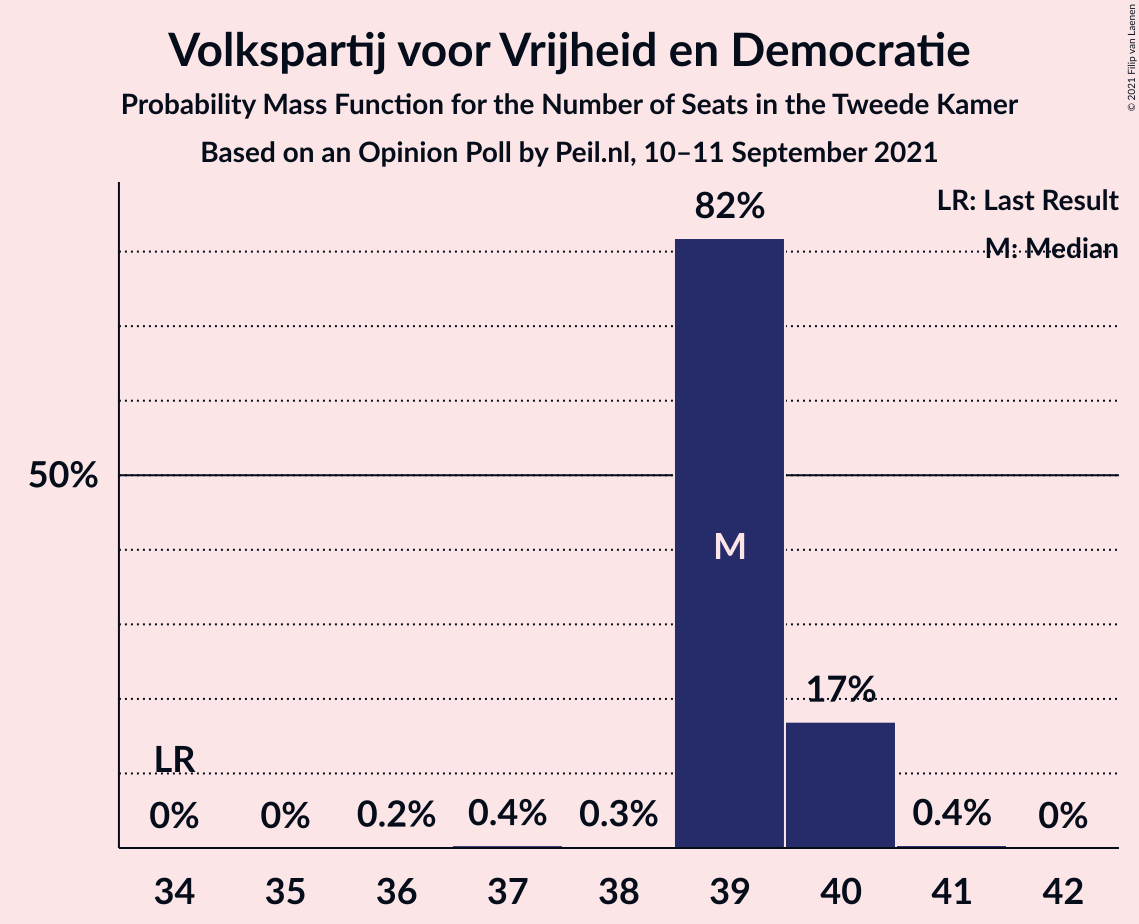 Volkspartij voor Vrijheid en Democratie
Probability Mass Function for the Number of Seats in the Tweede Kamer
Based on an Opinion Poll by Peil.nl, 10–11 September 2021
© 2021 Filip van Laenen
LR: Last Result
M: Median
82%
50%
M
17%
LR
0% 0% 0.2% 0.4% 0.3% 0.4% 0%
34 35 36 37 38 39 40 41 42